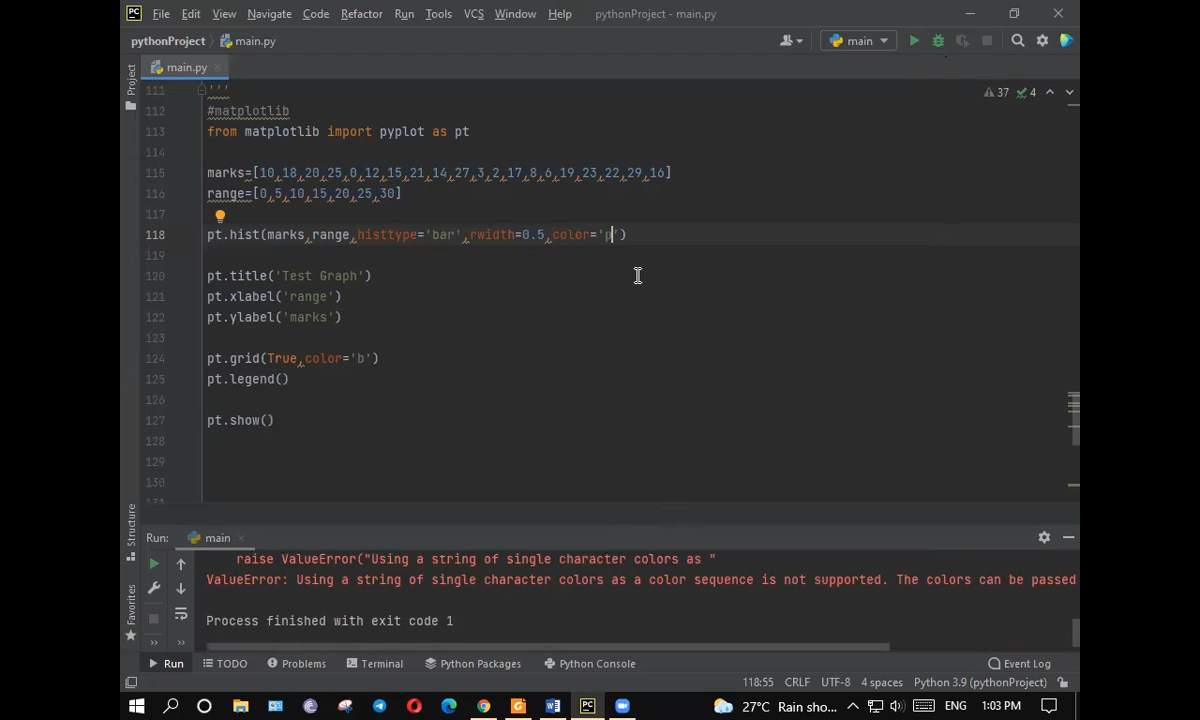 PC File Edit View Navigate Code Refactor Run Tools VCS Window Help pythonProject - main.py
pythonProject main.py main
Project main.py
111 '''
37 4
112 #matplotlib
113 from matplotlib import pyplot as pt
114
115 marks=[10,18,20,25,0,12,15,21,14,27,3,2,17,8,6,19,23,22,29,16]
116 range=[0,5,10,15,20,25,30]
117
118 pt.hist(marks,range,histtype='bar',rwidth=0.5,color='p')
119
120 pt.title('Test Graph')
121 pt.xlabel('range')
122 pt.ylabel('marks')
123
124 pt.grid(True,color='b')
125 pt.legend()
126
127 pt.show()
128
129
130
131
Structure
Favorites
Run: main
raise ValueError("Using a string of single character colors as "
ValueError: Using a string of single character colors as a color sequence is not supported. The colors can be passed
Process finished with exit code 1
Run TODO Problems Terminal Python Packages Python Console Event Log
118:55 CRLF UTF-8 4 spaces Python 3.9 (pythonProject)
27°C Rain sho... ENG 1:03 PM